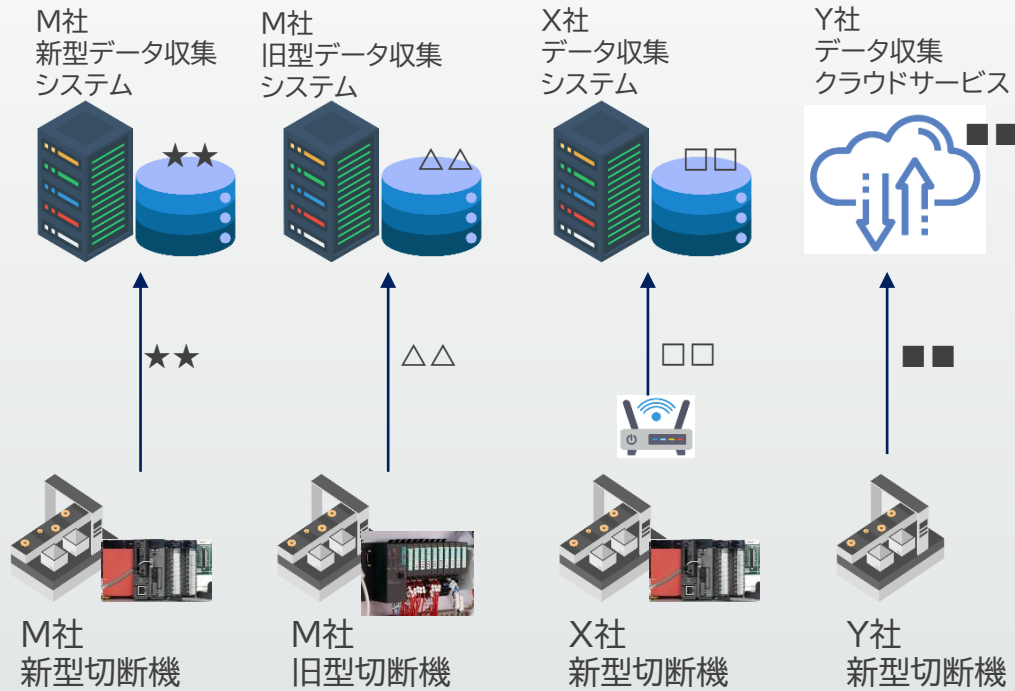 M社
新型データ収集
システム
M社
旧型データ収集
システム
X社
データ収集
システム
Y社
データ収集
クラウドサービス
★★
△△
□□
■■
★★
△△
□□
■■
M社
新型切断機
M社
旧型切断機
X社
新型切断機
Y社
新型切断機